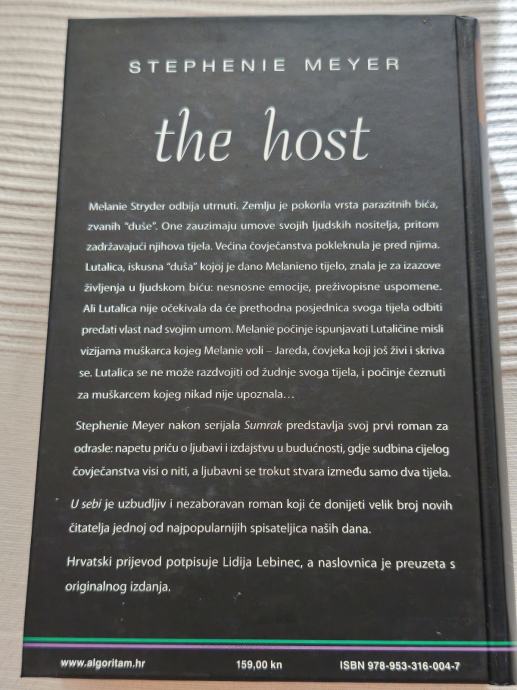 STEPHENIE MEYER
the host
Melanie Stryder odbija utrnuti. Zemlju je pokorila vrsta parazitnih bića,
zvanih "duše". One zauzimaju umove svojih ljudskih nositelja, pritom
zadržavajući njihova tijela. Većina čovječanstva pokleknula je pred njima.
Lutalica, iskusna "duša" kojoj je dano Melanieno tijelo, znala je za izazove
življenja u ljudskom biću: nesnosne emocije, preživopisne uspomene.
Ali Lutalica nije očekivala da će prethodna posjednica svoga tijela odbiti
predati vlast nad svojim umom. Melanie počinje ispunjavati Lutaličine misli
vizijama muškarca kojeg Melanie voli – Jareda, čovjeka koji još živi i skriva
se. Lutalica se ne može razdvojiti od žudnje svoga tijela, i počinje čeznuti
za muškarcem kojeg nikad nije upoznala…
Stephenie Meyer nakon serijala Sumrak predstavlja svoj prvi roman za
odrasle: napetu priču o ljubavi i izdajstvu u budućnosti, gdje sudbina cijelog
čovječanstva visi o niti, a ljubavni se trokut stvara između samo dva tijela.
U sebi je uzbudljiv i nezaboravan roman koji će donijeti velik broj novih
čitatelja jednoj od najpopularnijih spisateljica naših dana.
Hrvatski prijevod potpisuje Lidija Lebinec, a naslovnica je preuzeta s
originalnog izdanja.
www.algoritam.hr 159,00 kn ISBN 978-953-316-004-7